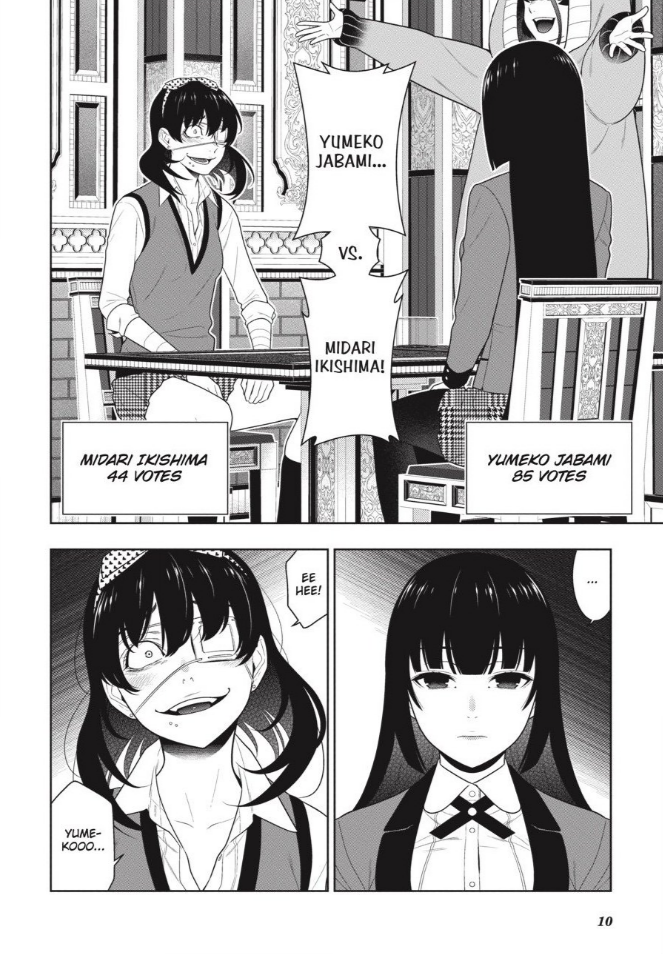 YUMEKO
JABAMI...
VS.
MIDARI
IKISHIMA!
MIDARI IKISHIMA
44 VOTES
YUMEKO JABAMI
85 VOTES
...
EE
HEE!
YUME-
KOOO...
10